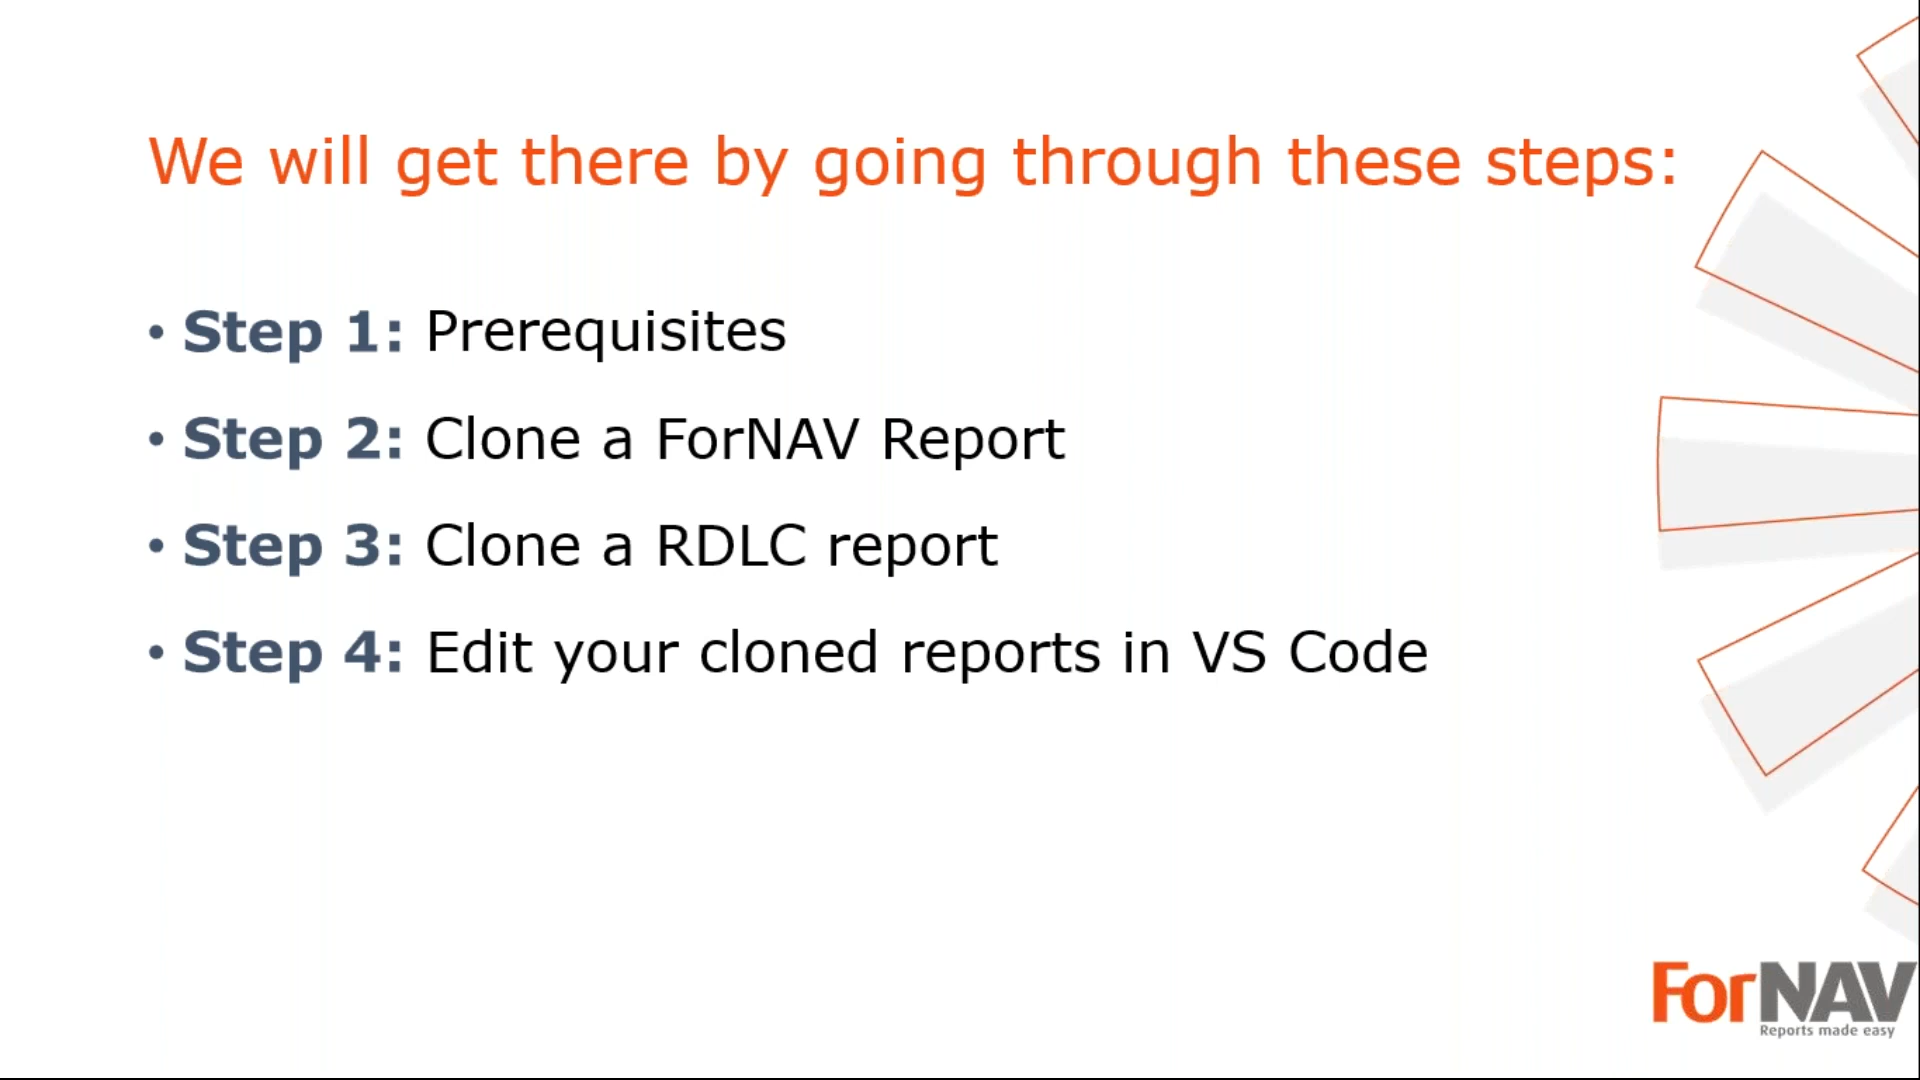 We will get there by going through these steps:
• Step 1: Prerequisites
• Step 2: Clone a ForNAV Report
• Step 3: Clone a RDLC report
• Step 4: Edit your cloned reports in VS Code
ForNAV
Reports made easy